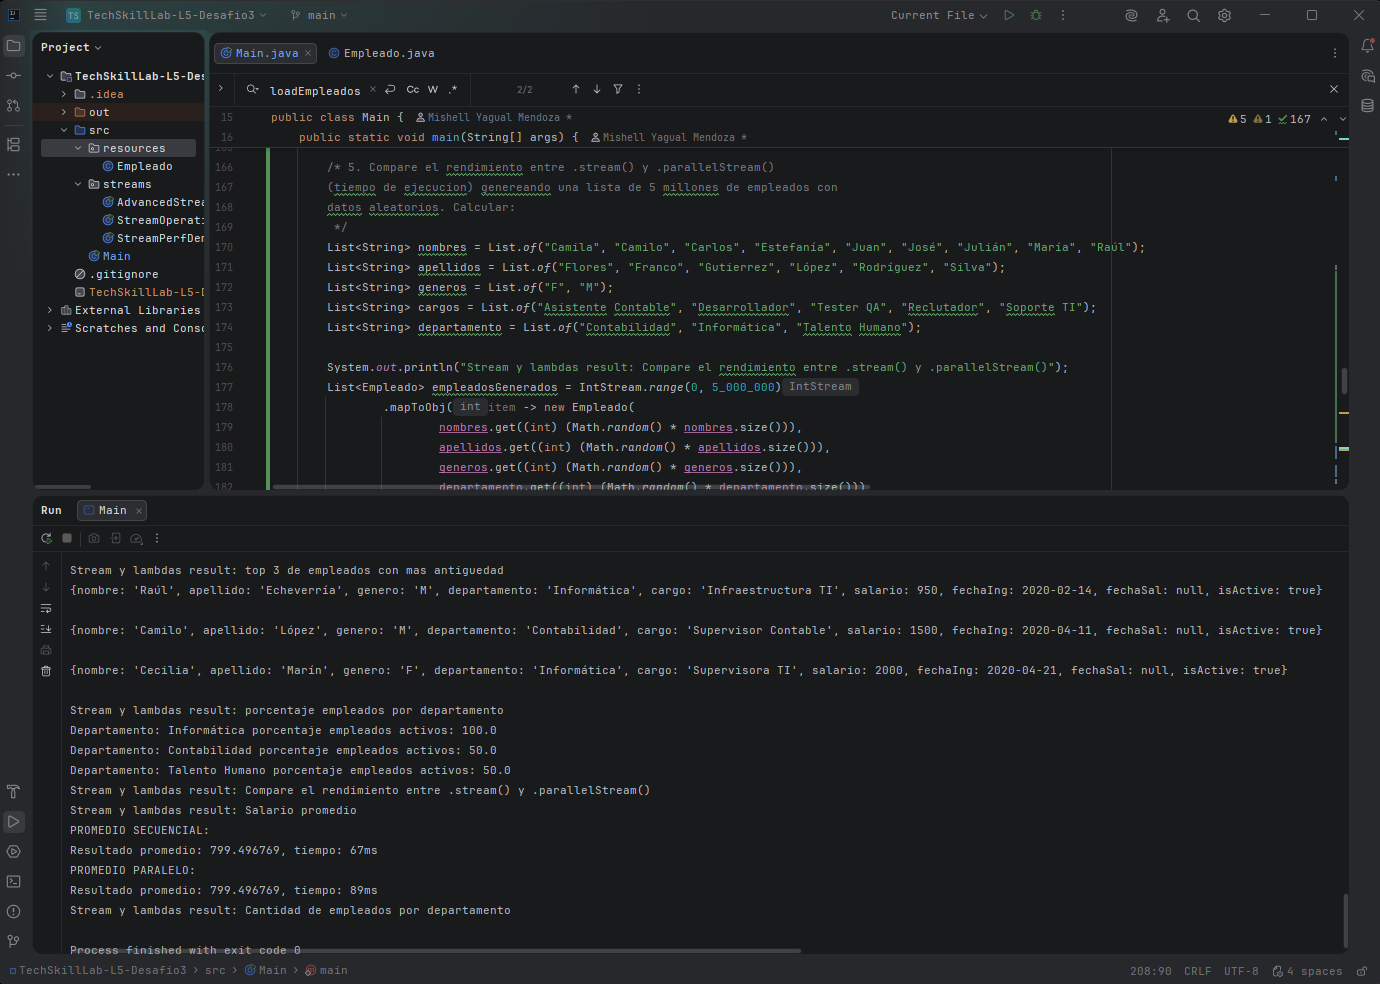 TS TechSkillLab-L5-Desafio3 main Current File
Project
TechSkillLab-L5-Des
.idea
out
src
resources
Empleado
streams
AdvancedStrea
StreamOperati
StreamPerfDem
Main
.gitignore
TechSkillLab-L5-D
External Libraries
Scratches and Conso
Main.java × Empleado.java
loadEmpleados × Cc W .* 2/2
15 public class Main { Mishell Yagual Mendoza *
16 public static void main(String[] args) { Mishell Yagual Mendoza *
5 1 167
166 /* 5. Compare el rendimiento entre .stream() y .parallelStream()
167 (tiempo de ejecucion) genereando una lista de 5 millones de empleados con
168 datos aleatorios. Calcular:
169 */
170 List<String> nombres = List.of("Camila", "Camilo", "Carlos", "Estefanía", "Juan", "José", "Julián", "María", "Raúl");
171 List<String> apellidos = List.of("Flores", "Franco", "Gutierrez", "López", "Rodríguez", "Silva");
172 List<String> generos = List.of("F", "M");
173 List<String> cargos = List.of("Asistente Contable", "Desarrollador", "Tester QA", "Reclutador", "Soporte TI");
174 List<String> departamento = List.of("Contabilidad", "Informática", "Talento Humano");
175
176 System.out.println("Stream y lambdas result: Compare el rendimiento entre .stream() y .parallelStream()");
177 List<Empleado> empleadosGenerados = IntStream.range(0, 5_000_000) IntStream
178 .mapToObj( int item -> new Empleado(
179 nombres.get((int) (Math.random() * nombres.size())),
180 apellidos.get((int) (Math.random() * apellidos.size())),
181 generos.get((int) (Math.random() * generos.size())),
182 departamento.get((int) (Math.random() * departamento.size()))
Run Main ×
Stream y lambdas result: top 3 de empleados con mas antiguedad
{nombre: 'Raúl', apellido: 'Echeverría', genero: 'M', departamento: 'Informática', cargo: 'Infraestructura TI', salario: 950, fechaIng: 2020-02-14, fechaSal: null, isActive: true}
{nombre: 'Camilo', apellido: 'López', genero: 'M', departamento: 'Contabilidad', cargo: 'Supervisor Contable', salario: 1500, fechaIng: 2020-04-11, fechaSal: null, isActive: true}
{nombre: 'Cecilia', apellido: 'Marín', genero: 'F', departamento: 'Informática', cargo: 'Supervisora TI', salario: 2000, fechaIng: 2020-04-21, fechaSal: null, isActive: true}
Stream y lambdas result: porcentaje empleados por departamento
Departamento: Informática porcentaje empleados activos: 100.0
Departamento: Contabilidad porcentaje empleados activos: 50.0
Departamento: Talento Humano porcentaje empleados activos: 50.0
Stream y lambdas result: Compare el rendimiento entre .stream() y .parallelStream()
Stream y lambdas result: Salario promedio
PROMEDIO SECUENCIAL:
Resultado promedio: 799.496769, tiempo: 67ms
PROMEDIO PARALELO:
Resultado promedio: 799.496769, tiempo: 89ms
Stream y lambdas result: Cantidad de empleados por departamento
Process finished with exit code 0
TechSkillLab-L5-Desafio3 > src > Main > main 208:90 CRLF UTF-8 4 spaces